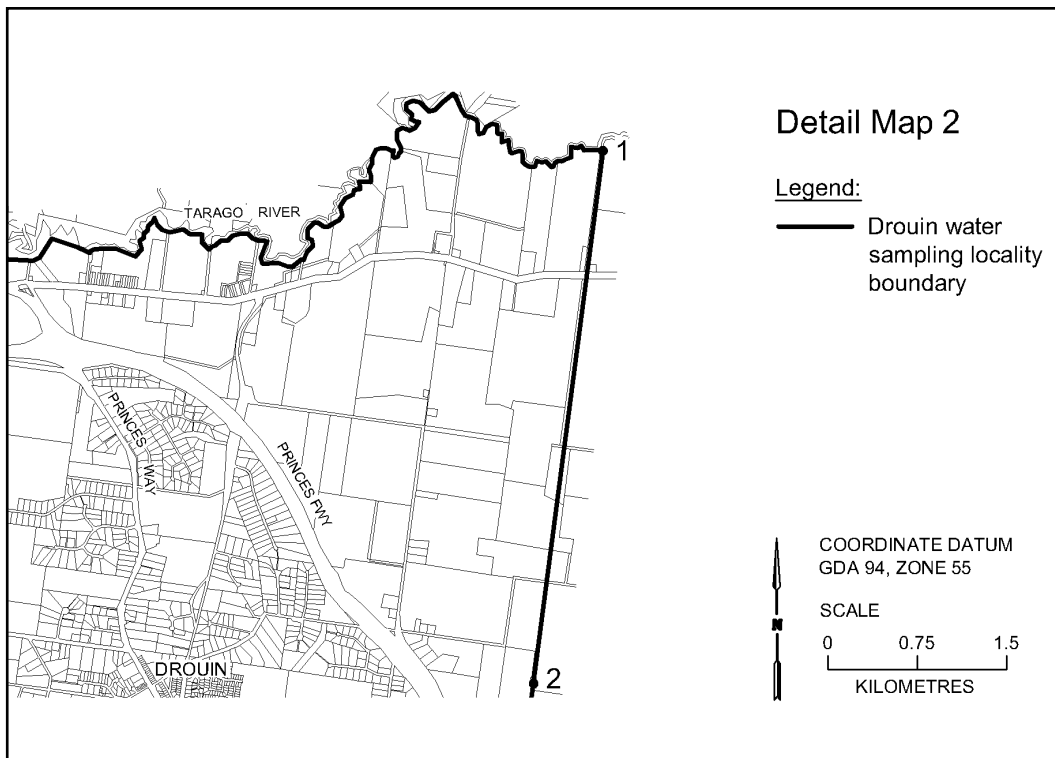 Detail Map 2
1
Legend:
Drouin water
sampling locality
boundary
TARAGO RIVER
PRINCES WAY
PRINCES FWY
COORDINATE DATUM
GDA 94, ZONE 55
SCALE
N
0 0.75 1.5
KILOMETRES
DROUIN
2